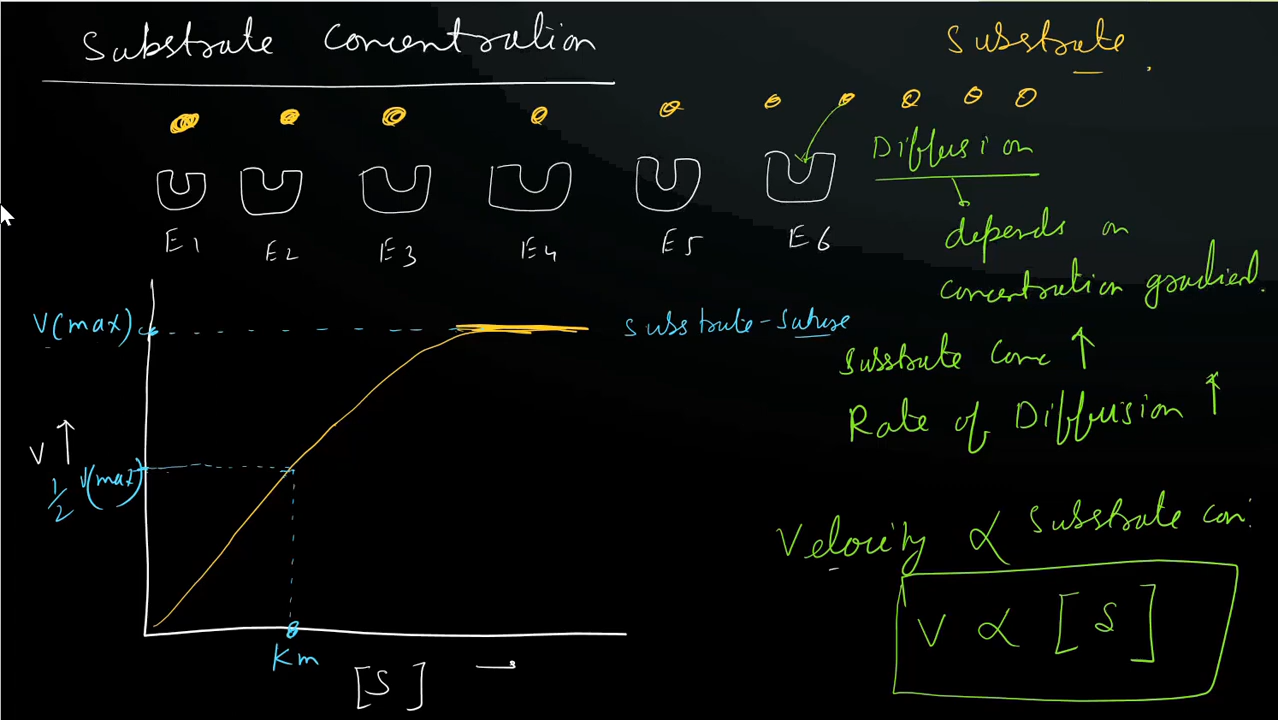 Substrate Concentration
Substrate.
E1 E2 E3 E4 E5 E6
Diffusion
depends on
concentration gradient.
V(max)
Substrate-
Substrate Conc ↑
Rate of Diffusion ↑
V ↑
1/2 V(max)
Km
[S] →
Velocity ∝ Substrate con.
V ∝ [S]